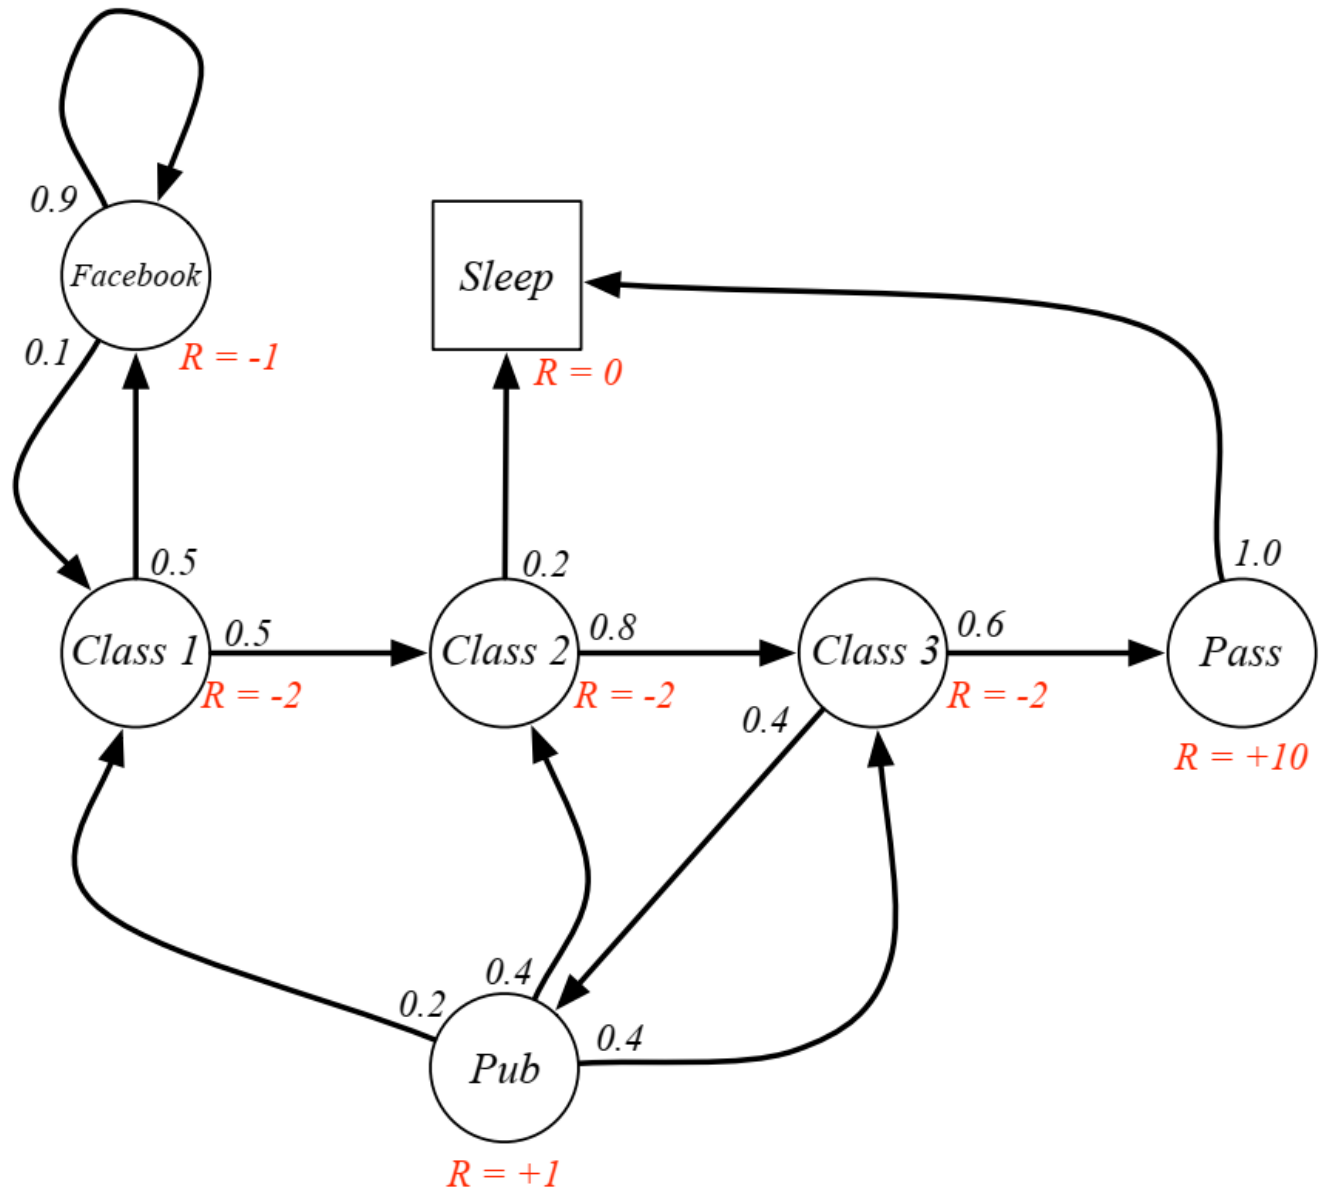 0.9
Facebook
0.1
R = -1
Sleep
R = 0
0.5
0.2
1.0
Class 1
0.5
R = -2
Class 2
0.8
R = -2
Class 3
0.6
R = -2
0.4
Pass
R = +10
0.2
0.4
0.4
Pub
R = +1